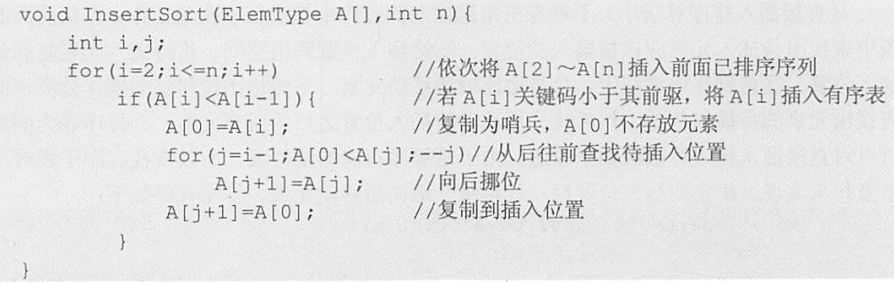 void InsertSort(ElemType A[],int n){
    int i,j;
    for(i=2;i<=n;i++)            //依次将A[2]～A[n]插入前面已排序序列
        if(A[i]<A[i-1]){         //若A[i]关键码小于其前驱，将A[i]插入有序表
            A[0]=A[i];           //复制为哨兵，A[0]不存放元素
            for(j=i-1;A[0]<A[j];--j)//从后往前查找待插入位置
                A[j+1]=A[j];     //向后挪位
            A[j+1]=A[0];         //复制到插入位置
        }
}